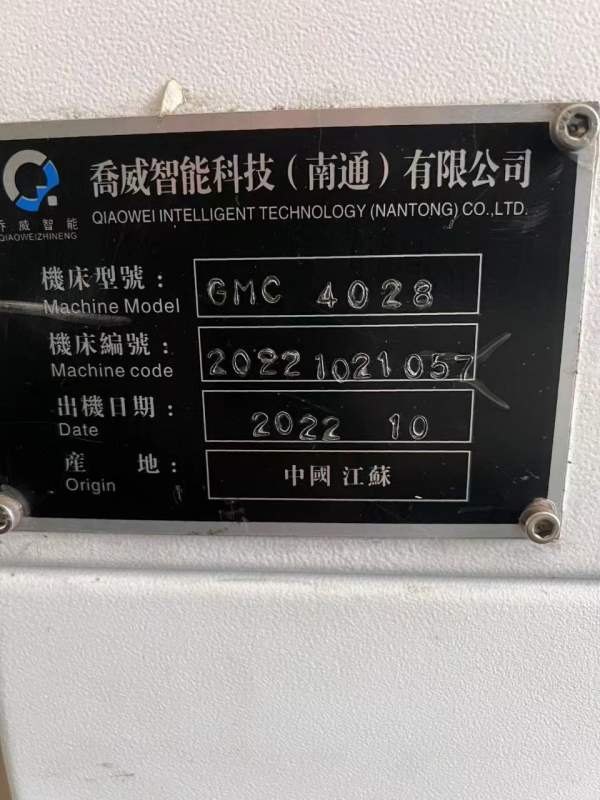 喬威智能科技（南通）有限公司
QIAOWEI INTELLIGENT TECHNOLOGY (NANTONG) CO.,LTD.
喬威智能
QIAOWEIZHINENG
機床型號：
Machine Model
GMC 4028
機床編號：
Machine code
20221021057
出機日期：
Date
2022 10
產 地：
Origin
中國 江蘇